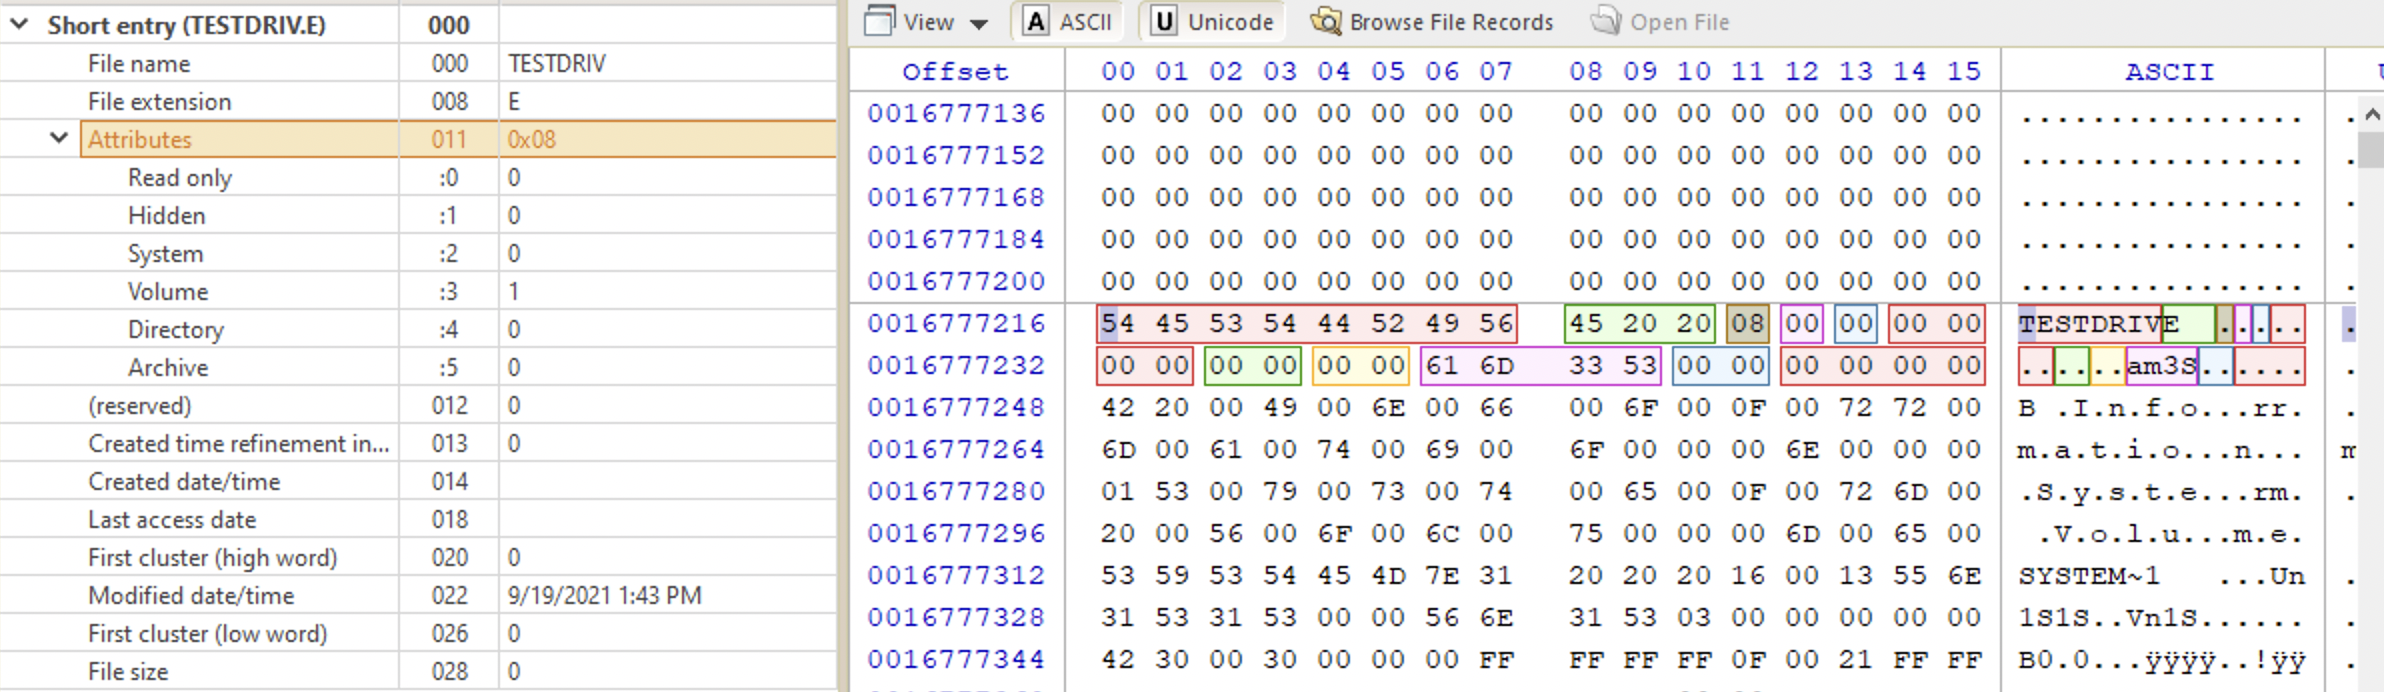 Short entry (TESTDRIV.E) 000
File name 000 TESTDRIV
File extension 008 E
Attributes 011 0x08
Read only :0 0
Hidden :1 0
System :2 0
Volume :3 1
Directory :4 0
Archive :5 0
(reserved) 012 0
Created time refinement in... 013 0
Created date/time 014
Last access date 018
First cluster (high word) 020 0
Modified date/time 022 9/19/2021 1:43 PM
First cluster (low word) 026 0
File size 028 0
View A ASCII U Unicode Browse File Records Open File
Offset 00 01 02 03 04 05 06 07 08 09 10 11 12 13 14 15 ASCII
0016777136 00 00 00 00 00 00 00 00 00 00 00 00 00 00 00 00 ................ .
0016777152 00 00 00 00 00 00 00 00 00 00 00 00 00 00 00 00 ................ .
0016777168 00 00 00 00 00 00 00 00 00 00 00 00 00 00 00 00 ................ .
0016777184 00 00 00 00 00 00 00 00 00 00 00 00 00 00 00 00 ................ .
0016777200 00 00 00 00 00 00 00 00 00 00 00 00 00 00 00 00 ................ .
0016777216 54 45 53 54 44 52 49 56 45 20 20 08 00 00 00 00 TESTDRIVE  ..... .
0016777232 00 00 00 00 00 00 61 6D 33 53 00 00 00 00 00 00 ......am3S...... .
0016777248 42 20 00 49 00 6E 00 66 00 6F 00 0F 00 72 72 00 B .I.n.f.o...rr. .
0016777264 6D 00 61 00 74 00 69 00 6F 00 00 00 6E 00 00 00 m.a.t.i.o...n... m
0016777280 01 53 00 79 00 73 00 74 00 65 00 0F 00 72 6D 00 .S.y.s.t.e...rm. .
0016777296 20 00 56 00 6F 00 6C 00 75 00 00 00 6D 00 65 00 .V.o.l.u...m.e.
0016777312 53 59 53 54 45 4D 7E 31 20 20 20 16 00 13 55 6E SYSTEM~1   ...Un .
0016777328 31 53 31 53 00 00 56 6E 31 53 03 00 00 00 00 00 1S1S..Vn1S...... .
0016777344 42 30 00 30 00 00 00 FF FF FF FF 0F 00 21 FF FF B0.0...ÿÿÿÿ..!ÿÿ .